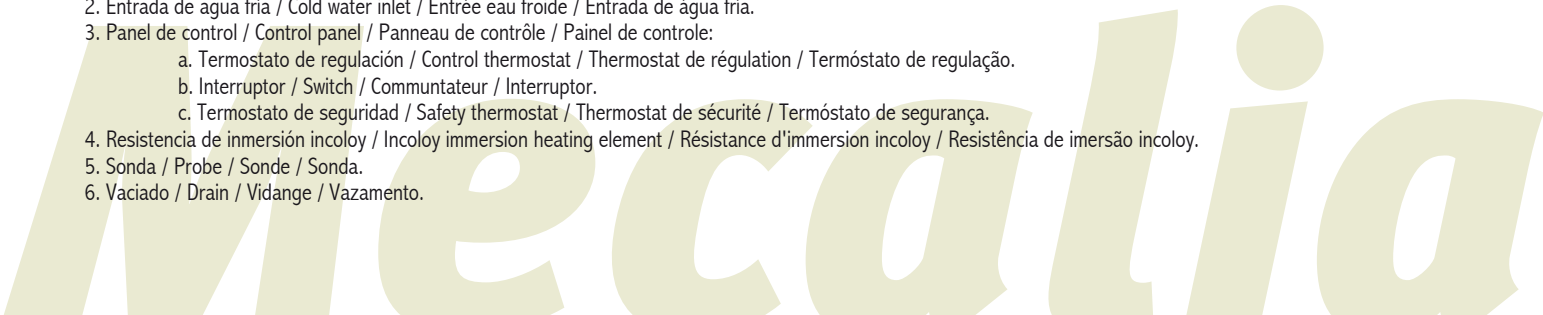 2. Entrada de agua fría / Cold water inlet / Entrée eau froide / Entrada de água fria.
3. Panel de control / Control panel / Panneau de contrôle / Painel de controle:
a. Termostato de regulación / Control thermostat / Thermostat de régulation / Termóstato de regulação.
b. Interruptor / Switch / Communtateur / Interruptor.
c. Termostato de seguridad / Safety thermostat / Thermostat de sécurité / Termóstato de segurança.
4. Resistencia de inmersión incoloy / Incoloy immersion heating element / Résistance d'immersion incoloy / Resistência de imersão incoloy.
5. Sonda / Probe / Sonde / Sonda.
6. Vaciado / Drain / Vidange / Vazamento.
Mecalia